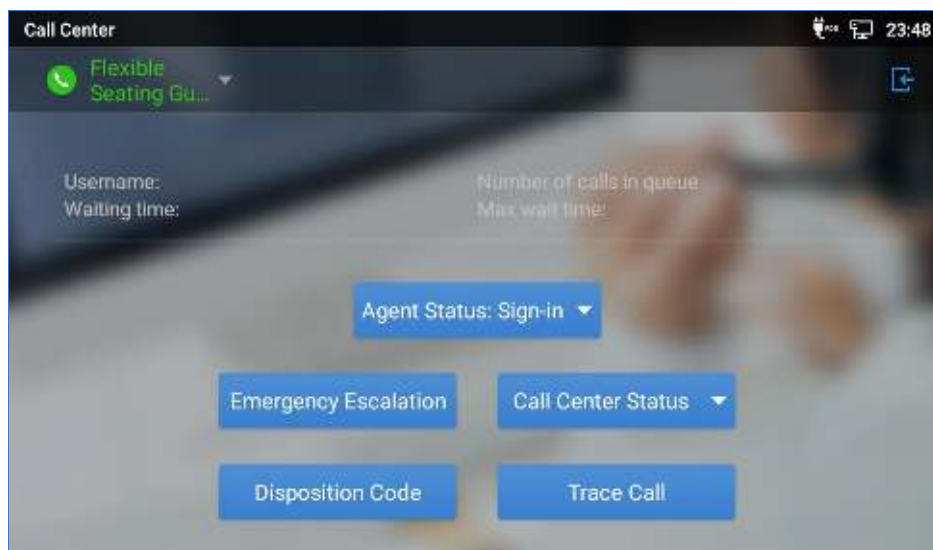 Call Center
23:48
Flexible
Seating Gu...
Username:
Number of calls in queue
Waiting time:
Max wait time:
Agent Status: Sign-in
Emergency Escalation
Call Center Status
Disposition Code
Trace Call